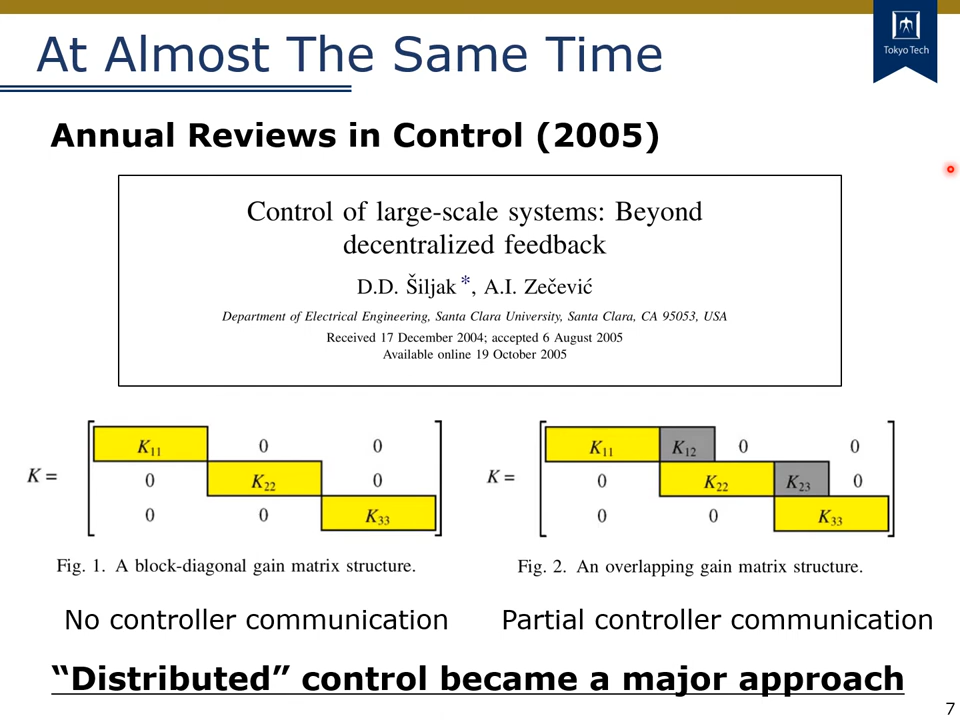 At Almost The Same Time
Tokyo Tech
Annual Reviews in Control (2005)
Control of large-scale systems: Beyond
decentralized feedback
D.D. Šiljak *, A.I. Zečević
Department of Electrical Engineering, Santa Clara University, Santa Clara, CA 95053, USA
Received 17 December 2004; accepted 6 August 2005
Available online 19 October 2005
K =
K11 0 0
0 K22 0
0 0 K33
Fig. 1. A block-diagonal gain matrix structure.
No controller communication
K =
K11 K12 0 0
0 K22 K23 0
0 0 K33
Fig. 2. An overlapping gain matrix structure.
Partial controller communication
“Distributed” control became a major approach
7